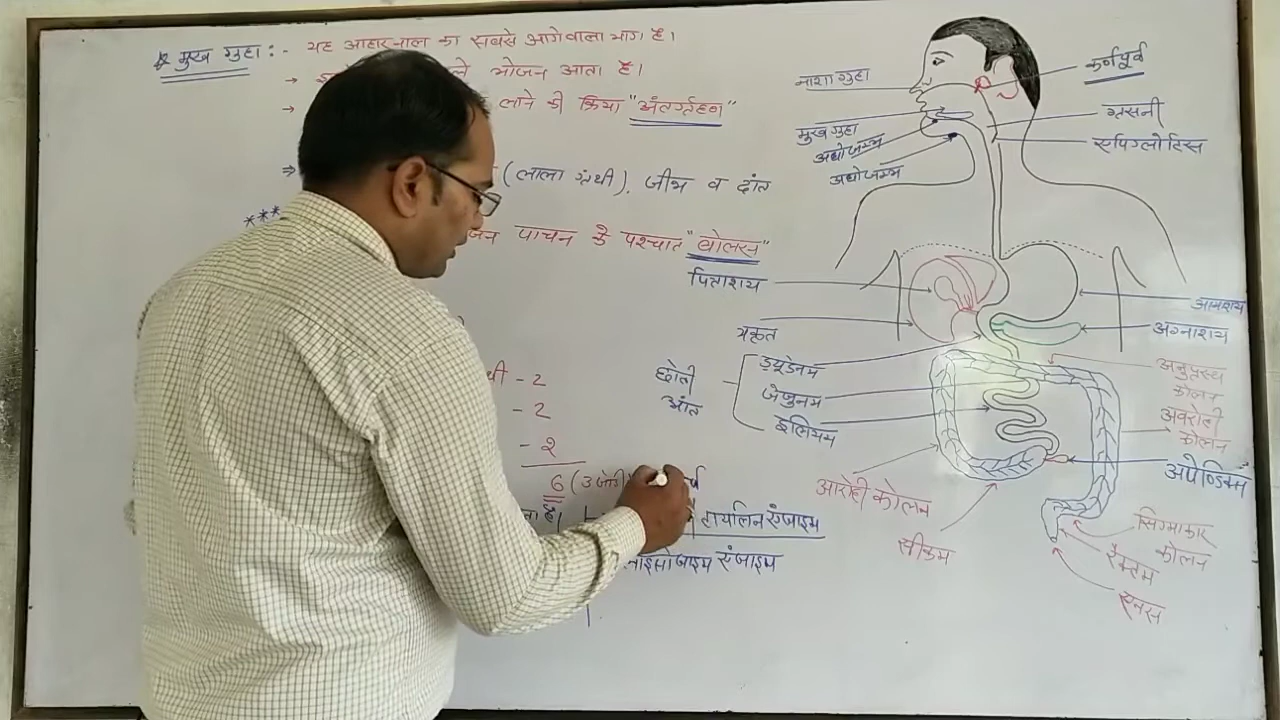 * मुख गुहा :- यह आहारनाल का सबसे आगेवाला भाग है।
→ भोजन आता है।
→ लाने की क्रिया "अंतर्ग्रहण"
⇒ (लाला ग्रंथी), जीभ व दांत
*** पाचन के पश्चात "बोलस"
- 2
- 2
- 2
6 (3 जोडी
है।
टायलिन एंजाइम
लाइसोजाइम एंजाइम
नाशा गुहा
मुख गुहा
अधोजम्भ
अधोजम्भ
कर्णपूर्व
ग्रसनी
एपिग्लोटिस
पिताशय
यकृत
छोटी
आंत
ड्यूडेनम
जेजुनम
इलियम
आमाशय
अग्नाशय
अनुप्रस्थ
कोलन
अवरोही
कोलन
अपेण्डिक्स
आरोही कोलन
सीकम
सिग्माकार
कोलन
रैक्टम
एनस